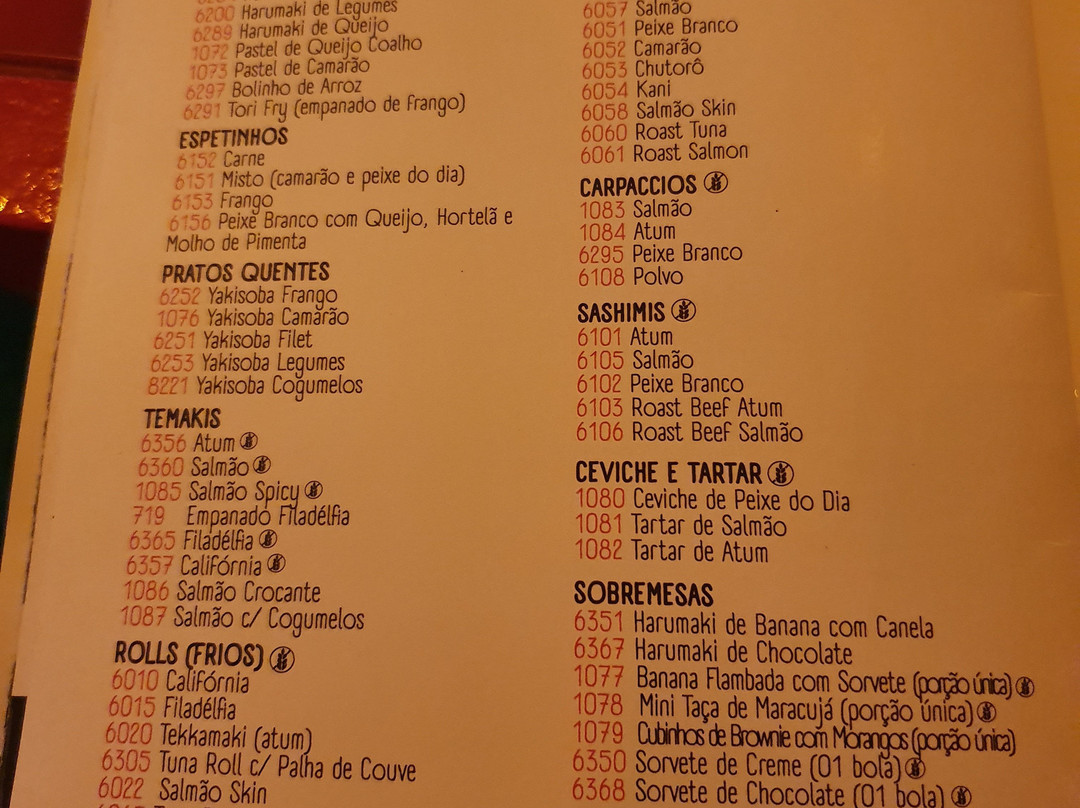 6200 Harumaki de Legumes
6289 Harumaki de Queijo
1072 Pastel de Queijo Coalho
1073 Pastel de Camarão
6297 Bolinho de Arroz
6291 Tori Fry (empanado de frango)
ESPETINHOS
6152 Carne
6151 Misto (camarão e peixe do dia)
6153 Frango
6156 Peixe Branco com Queijo, Hortelã e
Molho de Pimenta
PRATOS QUENTES
6252 Yakisoba Frango
1076 Yakisoba Camarão
6251 Yakisoba Filet
6253 Yakisoba Legumes
8221 Yakisoba Cogumelos
TEMAKIS
6356 Atum
6360 Salmão
1085 Salmão Spicy
719 Empanado Filadélfia
6365 Filadélfia
6357 Califórnia
1086 Salmão Crocante
1087 Salmão c/ Cogumelos
ROLLS (FRIOS)
6010 Califórnia
6015 Filadélfia
6020 Tekkamaki (atum)
6305 Tuna Roll c/ Palha de Couve
6022 Salmão Skin
6057 Salmão
6051 Peixe Branco
6052 Camarão
6053 Chutorô
6054 Kani
6058 Salmão Skin
6060 Roast Tuna
6061 Roast Salmon
CARPACCIOS
1083 Salmão
1084 Atum
6295 Peixe Branco
6108 Polvo
SASHIMIS
6101 Atum
6105 Salmão
6102 Peixe Branco
6103 Roast Beef Atum
6106 Roast Beef Salmão
CEVICHE E TARTAR
1080 Ceviche de Peixe do Dia
1081 Tartar de Salmão
1082 Tartar de Atum
SOBREMESAS
6351 Harumaki de Banana com Canela
6367 Harumaki de Chocolate
1077 Banana Flambada com Sorvete (porção única)
1078 Mini Taça de Maracujá (porção única)
1079 Cubinhos de Brownie com Morangos (porção única)
6350 Sorvete de Creme (01 bola)
6368 Sorvete de Chocolate (01 bola)